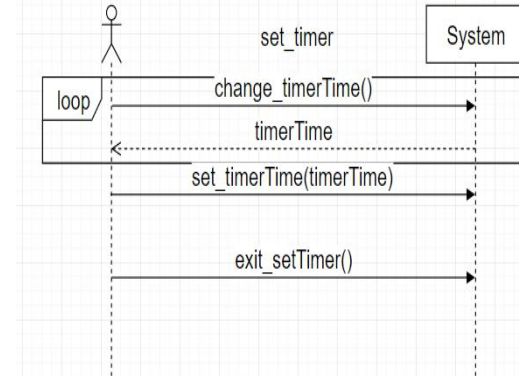 set_timer
System
loop
change_timerTime()
timerTime
set_timerTime(timerTime)
exit_setTimer()